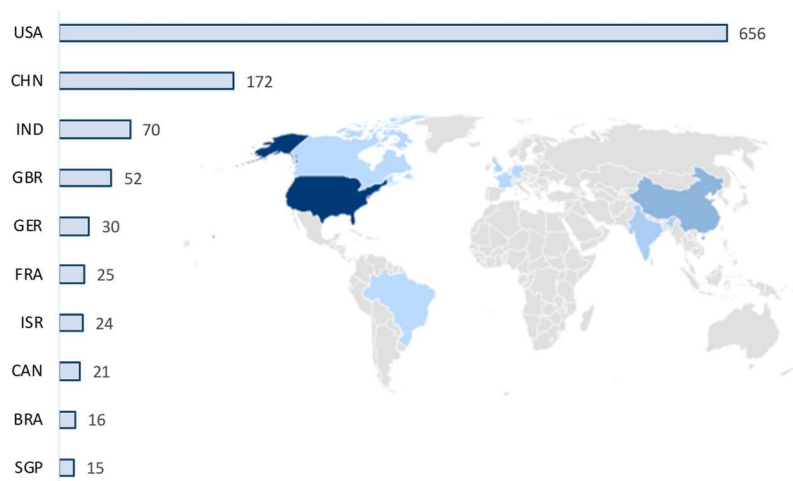 USA 656
CHN 172
IND 70
GBR 52
GER 30
FRA 25
ISR 24
CAN 21
BRA 16
SGP 15